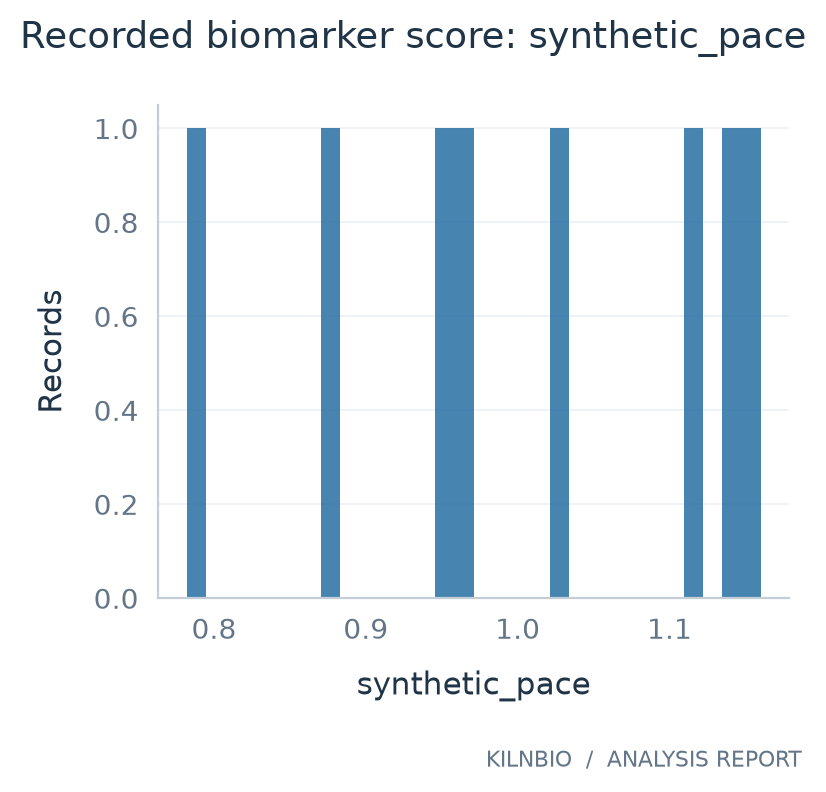 Recorded biomarker score: synthetic_pace
1.0
0.8
0.6
0.4
0.2
0.0
Records
0.8 0.9 1.0 1.1
synthetic_pace
KILNBIO / ANALYSIS REPORT